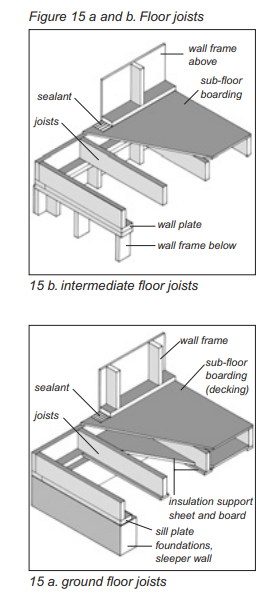 Figure 15 a and b. Floor joists
wall frame
above
sub-floor
boarding
sealant
joists
wall plate
wall frame below
15 b. intermediate floor joists
wall frame
sub-floor
boarding
(decking)
sealant
joists
insulation support
sheet and board
sill plate
foundations,
sleeper wall
15 a. ground floor joists